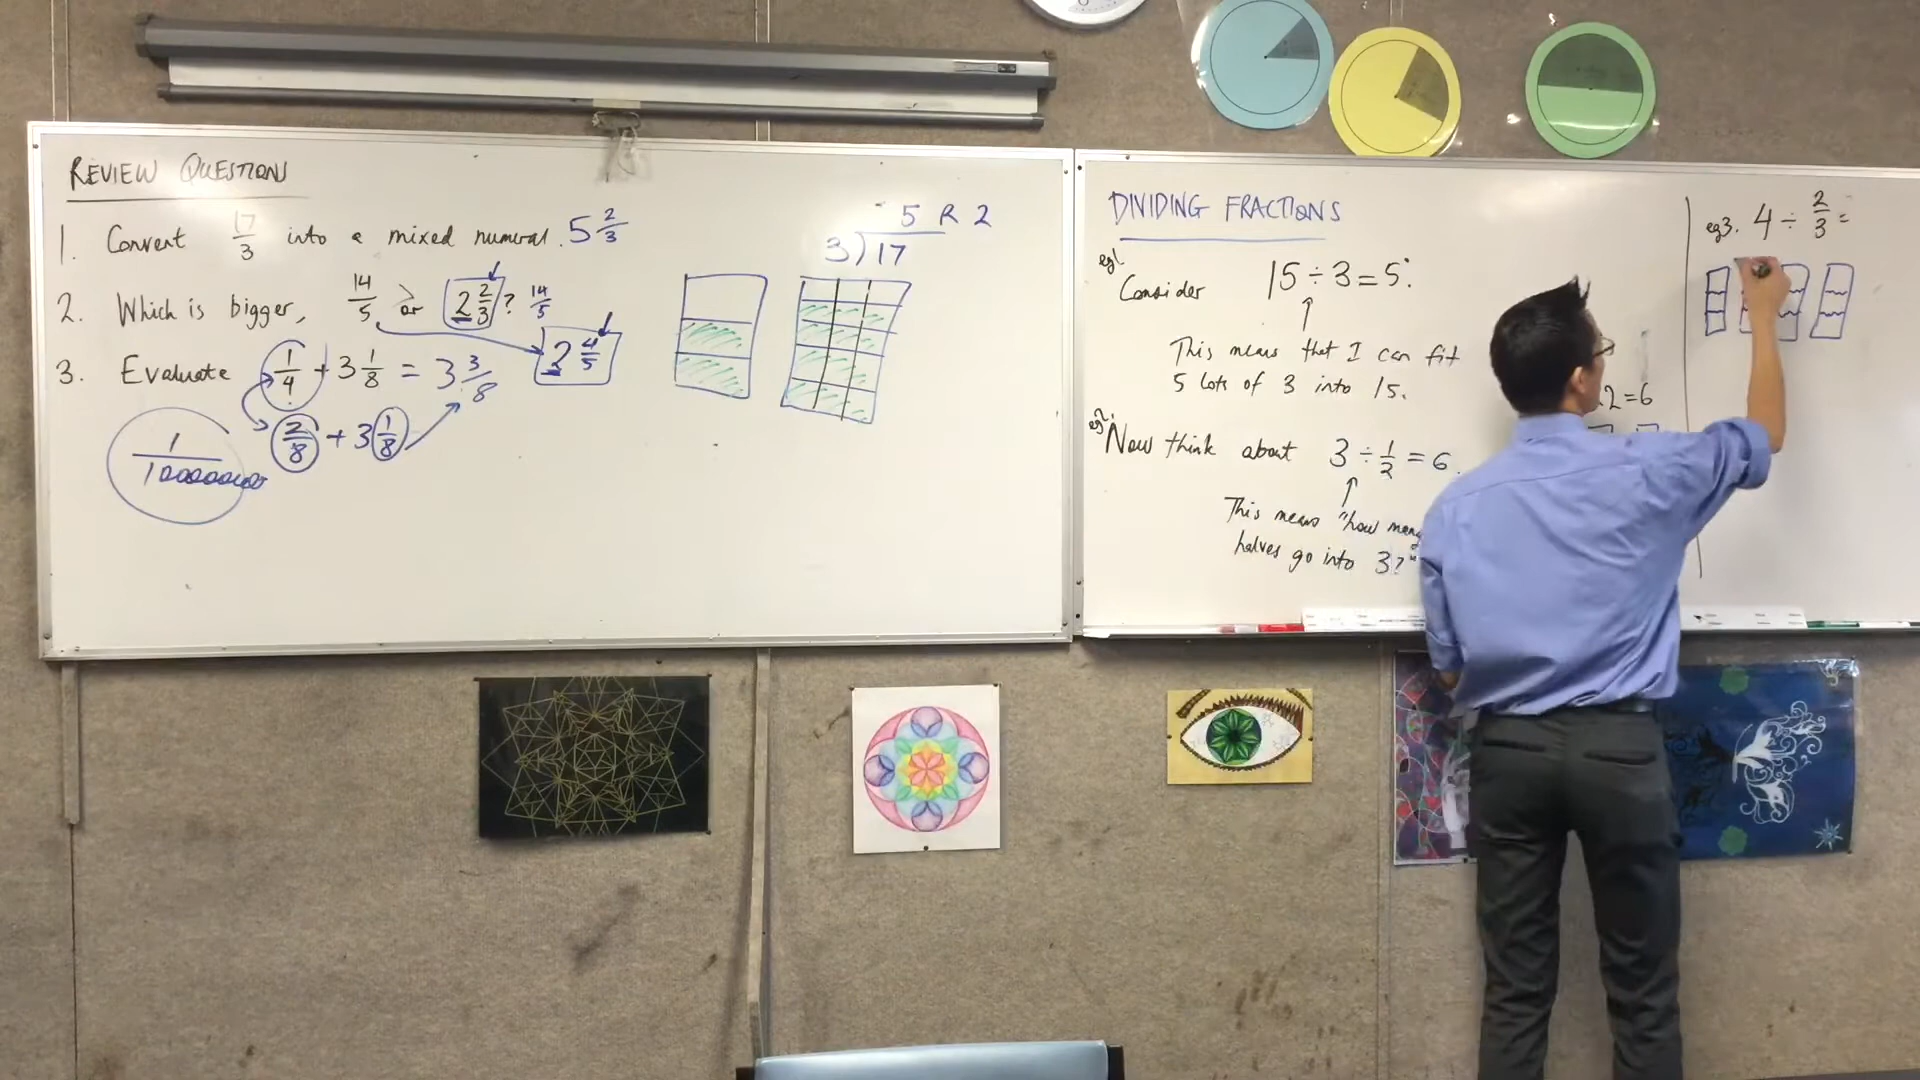 REVIEW QUESTIONS
1. Convert 17/3 into a mixed numeral. 5 2/3
5 R 2
3)17
2. Which is bigger, 14/5 > or 2 2/3? 14/5
2 4/5
3. Evaluate 1/4 + 3 1/8 = 3 3/8
2/8 + 3 1/8
DIVIDING FRACTIONS
eg1
Consider 15 ÷ 3 = 5.
This means that I can fit
5 lots of 3 into 15.
eg2
Now think about 3 ÷ 1/2 = 6.
This means "how many
halves go into 3?"
2=6
eg3. 4 ÷ 2/3 =